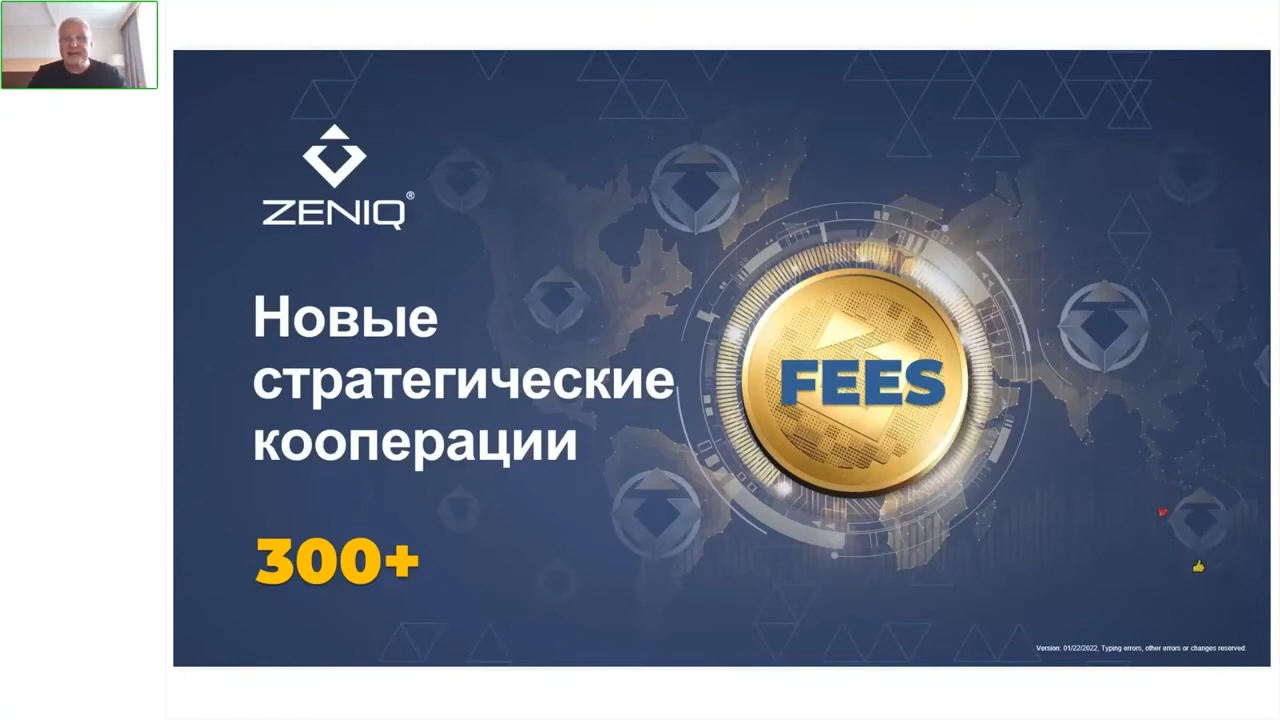 ZENIQ®
Новые
стратегические
кооперации
300+
FEES
Version: 01/22/2022, Typing errors, other errors or changes reserved.